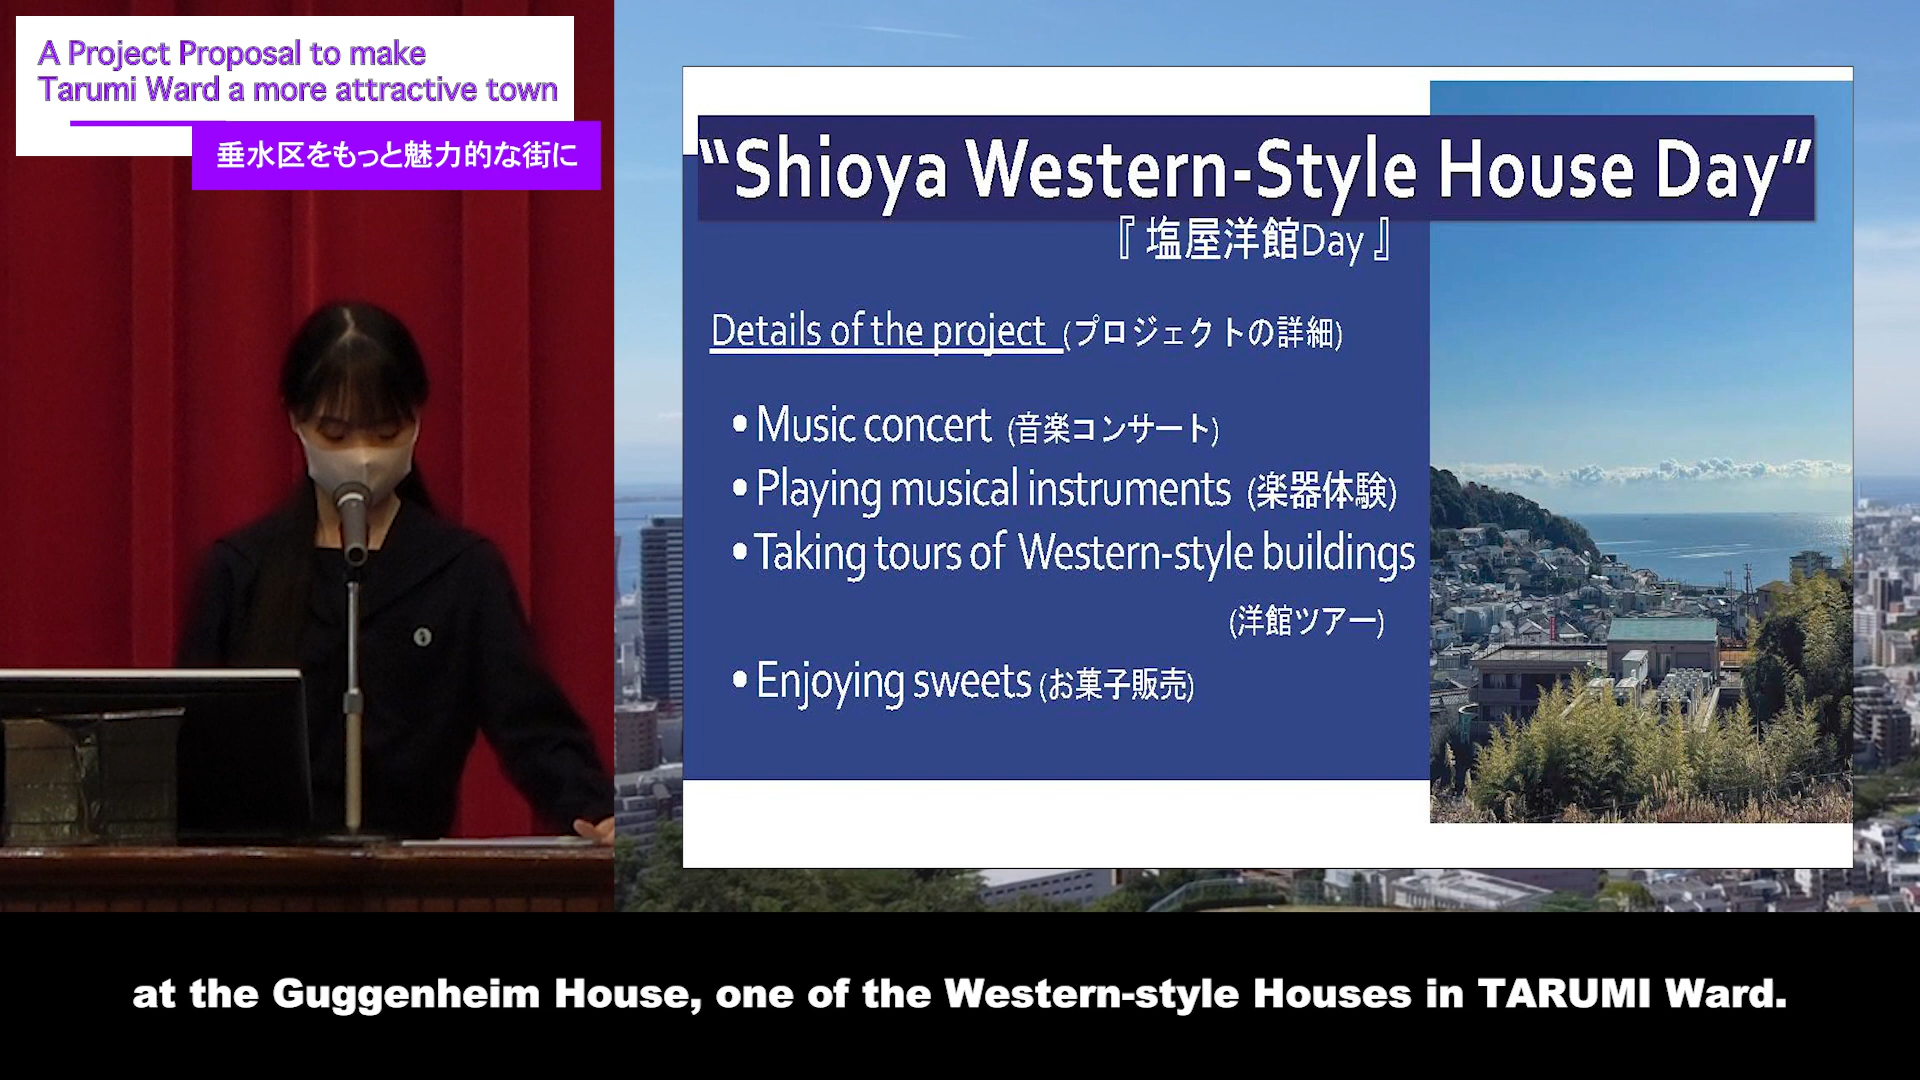 A Project Proposal to make
Tarumi Ward a more attractive town
垂水区をもっと魅力的な街に
“Shioya Western-Style House Day”
『 塩屋洋館Day 』
Details of the project (プロジェクトの詳細)
• Music concert (音楽コンサート)
• Playing musical instruments (楽器体験)
• Taking tours of Western-style buildings
(洋館ツアー)
• Enjoying sweets (お菓子販売)
at the Guggenheim House, one of the Western-style Houses in TARUMI Ward.